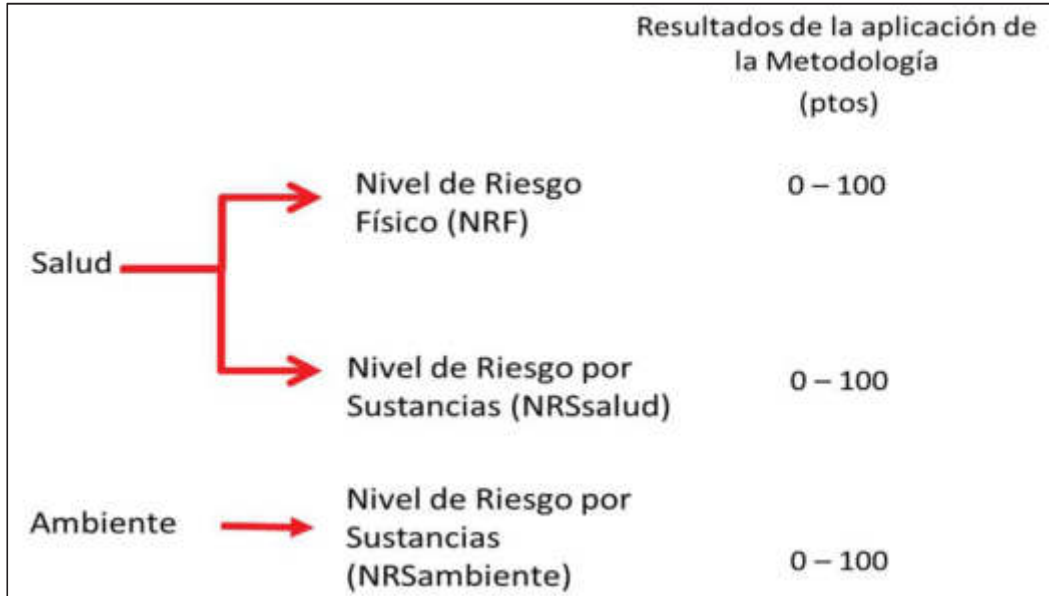 Resultados de la aplicación de
la Metodología
(ptos)
Salud
Nivel de Riesgo
Físico (NRF)
0 – 100
Nivel de Riesgo por
Sustancias (NRSsalud)
0 – 100
Ambiente
Nivel de Riesgo por
Sustancias
(NRSambiente)
0 – 100